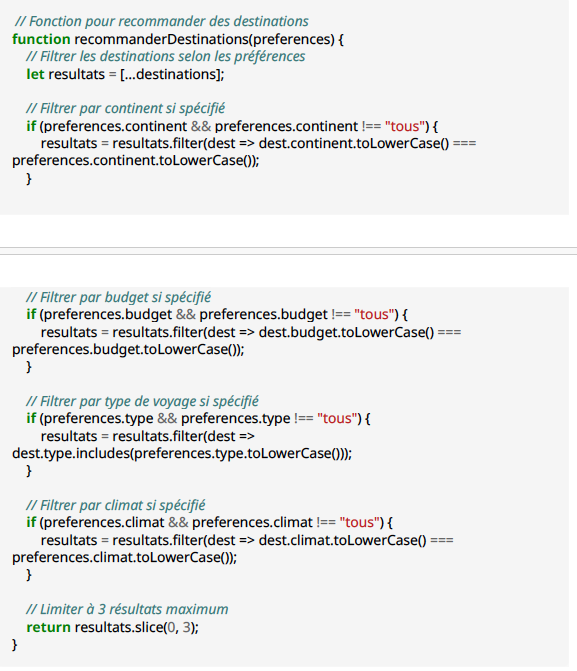 // Fonction pour recommander des destinations
function recommanderDestinations(preferences) {
// Filtrer les destinations selon les préférences
let resultats = [...destinations];
// Filtrer par continent si spécifié
if (preferences.continent && preferences.continent !== "tous") {
resultats = resultats.filter(dest => dest.continent.toLowerCase() ===
preferences.continent.toLowerCase());
}
// Filtrer par budget si spécifié
if (preferences.budget && preferences.budget !== "tous") {
resultats = resultats.filter(dest => dest.budget.toLowerCase() ===
preferences.budget.toLowerCase());
}
// Filtrer par type de voyage si spécifié
if (preferences.type && preferences.type !== "tous") {
resultats = resultats.filter(dest =>
dest.type.includes(preferences.type.toLowerCase()));
}
// Filtrer par climat si spécifié
if (preferences.climat && preferences.climat !== "tous") {
resultats = resultats.filter(dest => dest.climat.toLowerCase() ===
preferences.climat.toLowerCase());
}
// Limiter à 3 résultats maximum
return resultats.slice(0, 3);
}